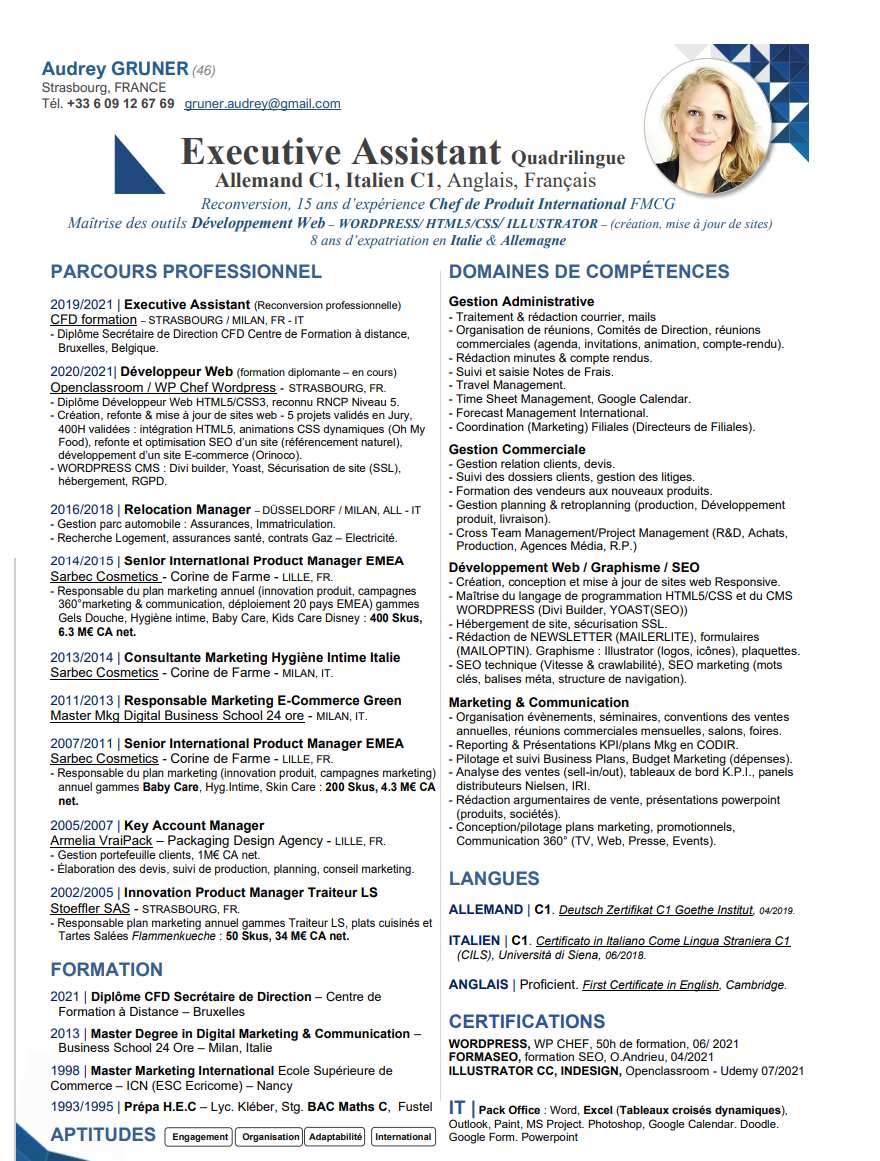 Audrey GRUNER (46)
Strasbourg, FRANCE
Tél. +33 6 09 12 67 69 gruner.audrey@gmail.com
Executive Assistant Quadrilingue
Allemand C1, Italien C1, Anglais, Français
Reconversion, 15 ans d’expérience Chef de Produit International FMCG
Maîtrise des outils Développement Web – WORDPRESS/ HTML5/CSS/ ILLUSTRATOR – (création, mise à jour de sites)
8 ans d’expatriation en Italie & Allemagne
PARCOURS PROFESSIONNEL
2019/2021 | Executive Assistant (Reconversion professionnelle)
CFD formation – STRASBOURG / MILAN, FR - IT
- Diplôme Secrétaire de Direction CFD Centre de Formation à distance,
Bruxelles, Belgique.
2020/2021| Développeur Web (formation diplomante – en cours)
Openclassroom / WP Chef Wordpress - STRASBOURG, FR.
- Diplôme Développeur Web HTML5/CSS3, reconnu RNCP Niveau 5.
- Création, refonte & mise à jour de sites web - 5 projets validés en Jury,
400H validées : intégration HTML5, animations CSS dynamiques (Oh My
Food), refonte et optimisation SEO d’un site (référencement naturel),
développement d’un site E-commerce (Orinoco).
- WORDPRESS CMS : Divi builder, Yoast, Sécurisation de site (SSL),
hébergement, RGPD.
2016/2018 | Relocation Manager – DÜSSELDORF / MILAN, ALL - IT
- Gestion parc automobile : Assurances, Immatriculation.
- Recherche Logement, assurances santé, contrats Gaz – Electricité.
2014/2015 | Senior International Product Manager EMEA
Sarbec Cosmetics - Corine de Farme - LILLE, FR.
- Responsable du plan marketing annuel (innovation produit, campagnes
360°marketing & communication, déploiement 20 pays EMEA) gammes
Gels Douche, Hygiène intime, Baby Care, Kids Care Disney : 400 Skus,
6.3 M€ CA net.
2013/2014 | Consultante Marketing Hygiène Intime Italie
Sarbec Cosmetics - Corine de Farme - MILAN, IT.
2011/2013 | Responsable Marketing E-Commerce Green
Master Mkg Digital Business School 24 ore - MILAN, IT.
2007/2011 | Senior International Product Manager EMEA
Sarbec Cosmetics - Corine de Farme - LILLE, FR.
- Responsable du plan marketing (innovation produit, campagnes marketing)
annuel gammes Baby Care, Hyg.Intime, Skin Care : 200 Skus, 4.3 M€ CA
net.
2005/2007 | Key Account Manager
Armelia VraiPack – Packaging Design Agency - LILLE, FR.
- Gestion portefeuille clients, 1M€ CA net.
- Élaboration des devis, suivi de production, planning, conseil marketing.
2002/2005 | Innovation Product Manager Traiteur LS
Stoeffler SAS - STRASBOURG, FR.
- Responsable plan marketing annuel gammes Traiteur LS, plats cuisinés et
Tartes Salées Flammenkueche : 50 Skus, 34 M€ CA net.
FORMATION
2021 | Diplôme CFD Secrétaire de Direction – Centre de
Formation à Distance – Bruxelles
2013 | Master Degree in Digital Marketing & Communication –
Business School 24 Ore – Milan, Italie
1998 | Master Marketing International Ecole Supérieure de
Commerce – ICN (ESC Ecricome) – Nancy
1993/1995 | Prépa H.E.C – Lyc. Kléber, Stg. BAC Maths C, Fustel
APTITUDES Engagement Organisation Adaptabilité International
DOMAINES DE COMPÉTENCES
Gestion Administrative
- Traitement & rédaction courrier, mails
- Organisation de réunions, Comités de Direction, réunions
commerciales (agenda, invitations, animation, compte-rendu).
- Rédaction minutes & compte rendus.
- Suivi et saisie Notes de Frais.
- Travel Management.
- Time Sheet Management, Google Calendar.
- Forecast Management International.
- Coordination (Marketing) Filiales (Directeurs de Filiales).
Gestion Commerciale
- Gestion relation clients, devis.
- Suivi des dossiers clients, gestion des litiges.
- Formation des vendeurs aux nouveaux produits.
- Gestion planning & retroplanning (production, Développement
produit, livraison).
- Cross Team Management/Project Management (R&D, Achats,
Production, Agences Média, R.P.)
Développement Web / Graphisme / SEO
- Création, conception et mise à jour de sites web Responsive.
- Maîtrise du langage de programmation HTML5/CSS et du CMS
WORDPRESS (Divi Builder, YOAST(SEO))
- Hébergement de site, sécurisation SSL.
- Rédaction de NEWSLETTER (MAILERLITE), formulaires
(MAILOPTIN). Graphisme : Illustrator (logos, icônes), plaquettes.
- SEO technique (Vitesse & crawlabilité), SEO marketing (mots
clés, balises méta, structure de navigation).
Marketing & Communication
- Organisation évènements, séminaires, conventions des ventes
annuelles, réunions commerciales mensuelles, salons, foires.
- Reporting & Présentations KPI/plans Mkg en CODIR.
- Pilotage et suivi Business Plans, Budget Marketing (dépenses).
- Analyse des ventes (sell-in/out), tableaux de bord K.P.I., panels
distributeurs Nielsen, IRI.
- Rédaction argumentaires de vente, présentations powerpoint
(produits, sociétés).
- Conception/pilotage plans marketing, promotionnels,
Communication 360° (TV, Web, Presse, Events).
LANGUES
ALLEMAND | C1. Deutsch Zertifikat C1 Goethe Institut, 04/2019.
ITALIEN | C1. Certificato in Italiano Come Lingua Straniera C1
(CILS), Università di Siena, 06/2018.
ANGLAIS | Proficient. First Certificate in English, Cambridge.
CERTIFICATIONS
WORDPRESS, WP CHEF, 50h de formation, 06/ 2021
FORMASEO, formation SEO, O.Andrieu, 04/2021
ILLUSTRATOR CC, INDESIGN, Openclassroom - Udemy 07/2021
IT | Pack Office : Word, Excel (Tableaux croisés dynamiques),
Outlook, Paint, MS Project. Photoshop, Google Calendar. Doodle.
Google Form. Powerpoint